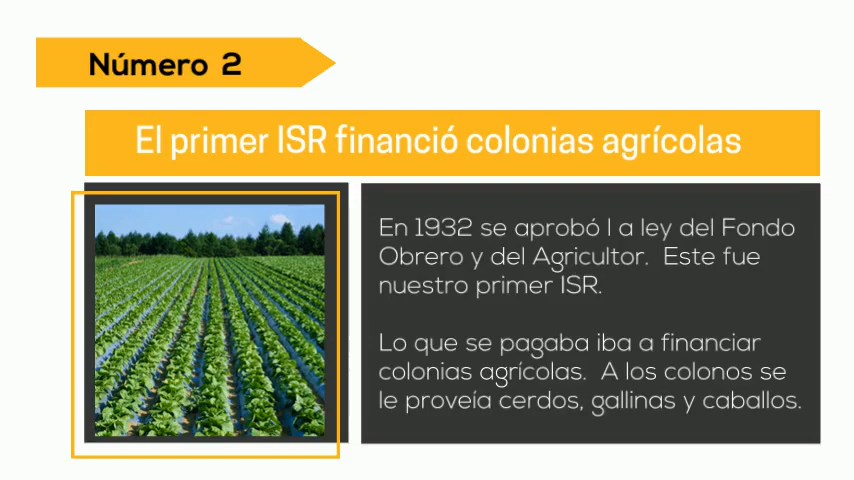 Número 2
El primer ISR financió colonias agrícolas
En 1932 se aprobó l a ley del Fondo
Obrero y del Agricultor. Este fue
nuestro primer ISR.
Lo que se pagaba iba a financiar
colonias agrícolas. A los colonos se
le proveía cerdos, gallinas y caballos.